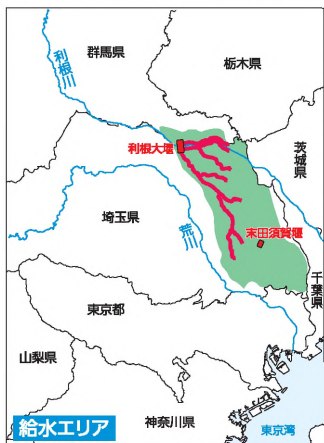 群馬県
栃木県
利根川
利根大堰
茨城県
埼玉県
荒川
末田須賀堰
千葉県
東京都
山梨県
神奈川県
東京湾
給水エリア